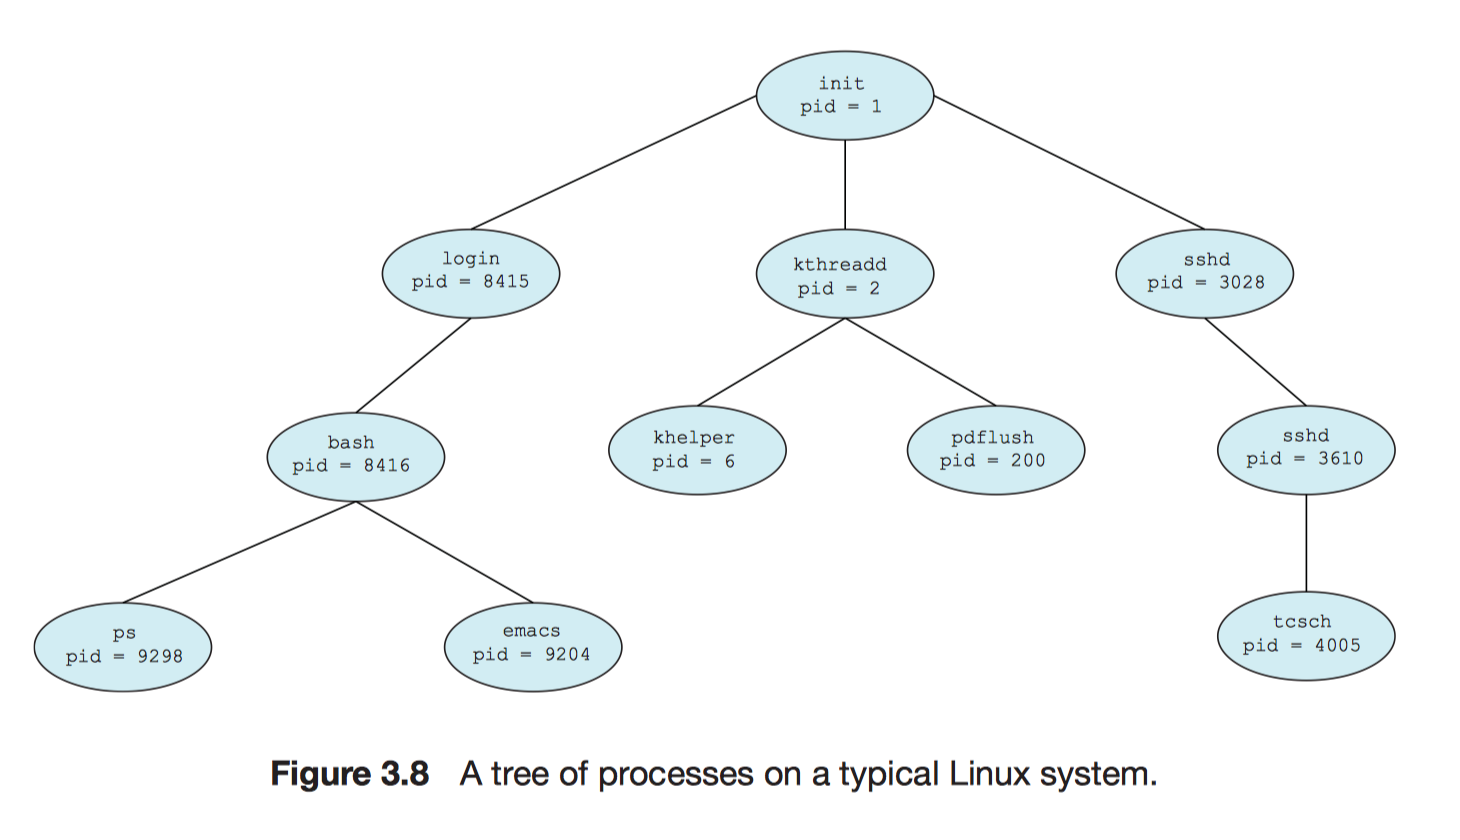 init
pid = 1
login
pid = 8415
kthreadd
pid = 2
sshd
pid = 3028
bash
pid = 8416
khelper
pid = 6
pdflush
pid = 200
sshd
pid = 3610
ps
pid = 9298
emacs
pid = 9204
tcsch
pid = 4005
Figure 3.8 A tree of processes on a typical Linux system.